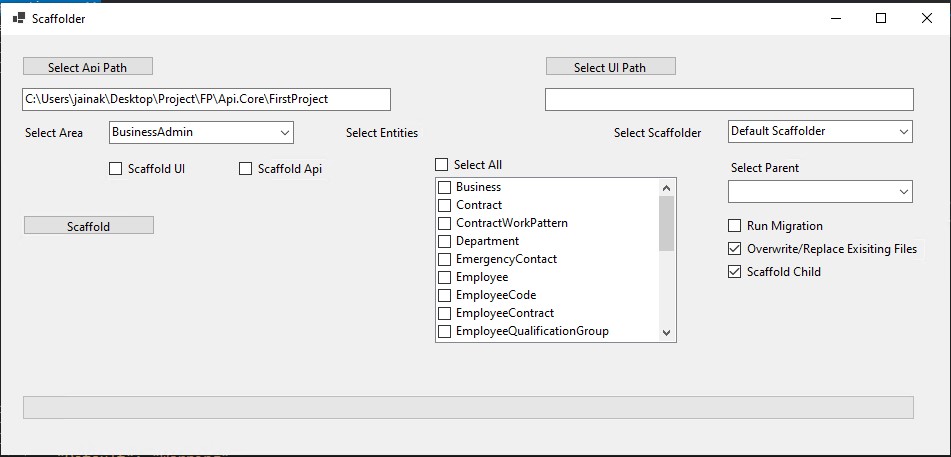 Scaffolder
Select Api Path
Select UI Path
C:\Users\jainak\Desktop\Project\FP\Api.Core\FirstProject
Select Area
BusinessAdmin
Select Entities
Select Scaffolder
Default Scaffolder
Scaffold UI
Scaffold Api
Select All
Select Parent
Business
Contract
ContractWorkPattern
Department
EmergencyContact
Employee
EmployeeCode
EmployeeContract
EmployeeQualificationGroup
Scaffold
Run Migration
Overwrite/Replace Exisiting Files
Scaffold Child